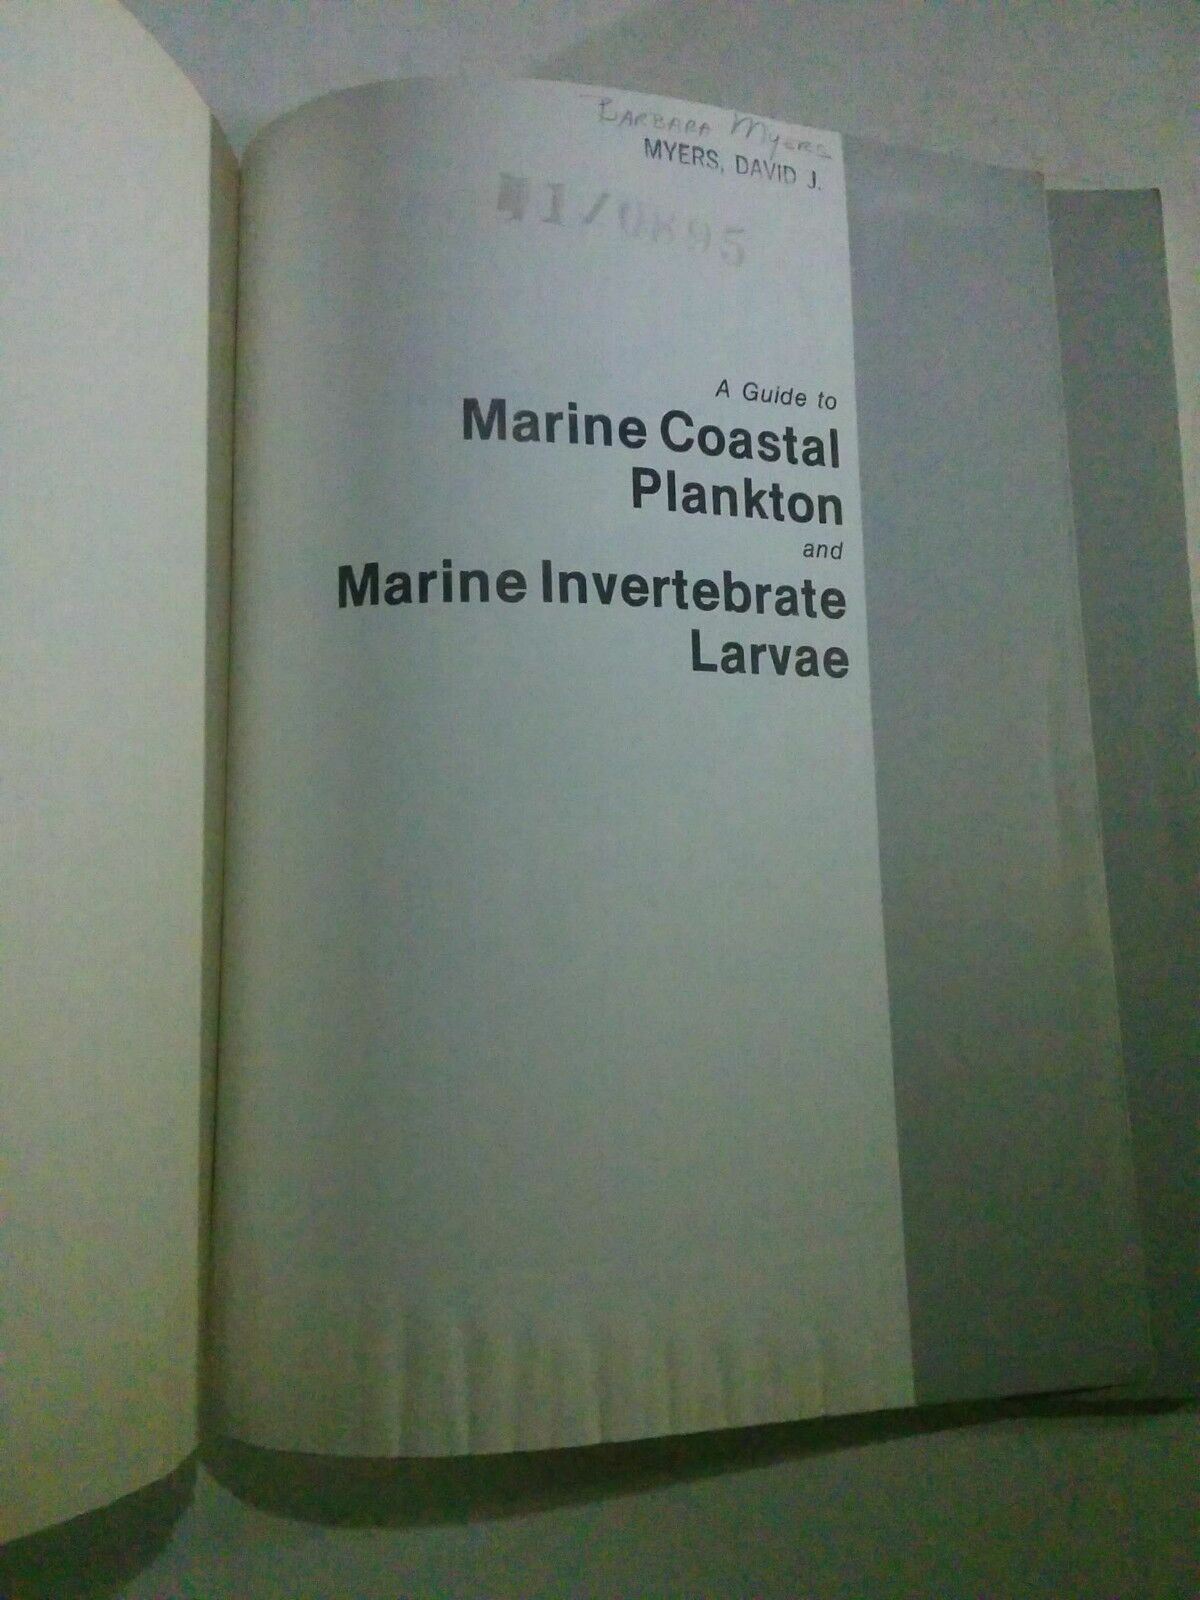 Barbara Myers
MYERS, DAVID J.
A Guide to
Marine Coastal
Plankton
and
Marine Invertebrate
Larvae